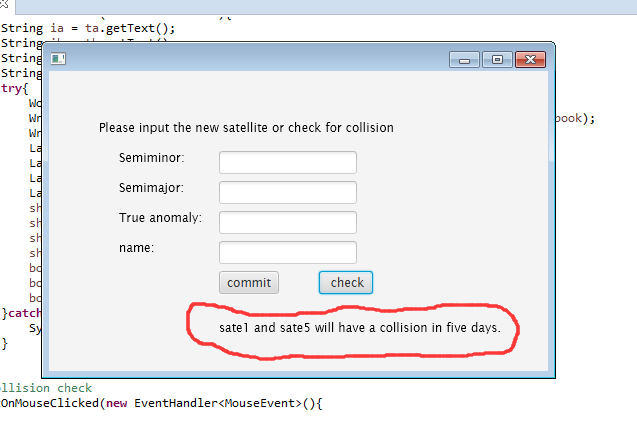 String ia = ta.getText();
String
String
String
try{
Wo
Wr
ook);
Wr
La
La
La
La
sh
sh
sh
sh
bo
bo
bo
}catch
Sy
}
Please input the new satellite or check for collision
Semiminor:
Semimajor:
True anomaly:
name:
commit check
sate1 and sate5 will have a collision in five days.
ollision check
OnMouseClicked(new EventHandler<MouseEvent>(){